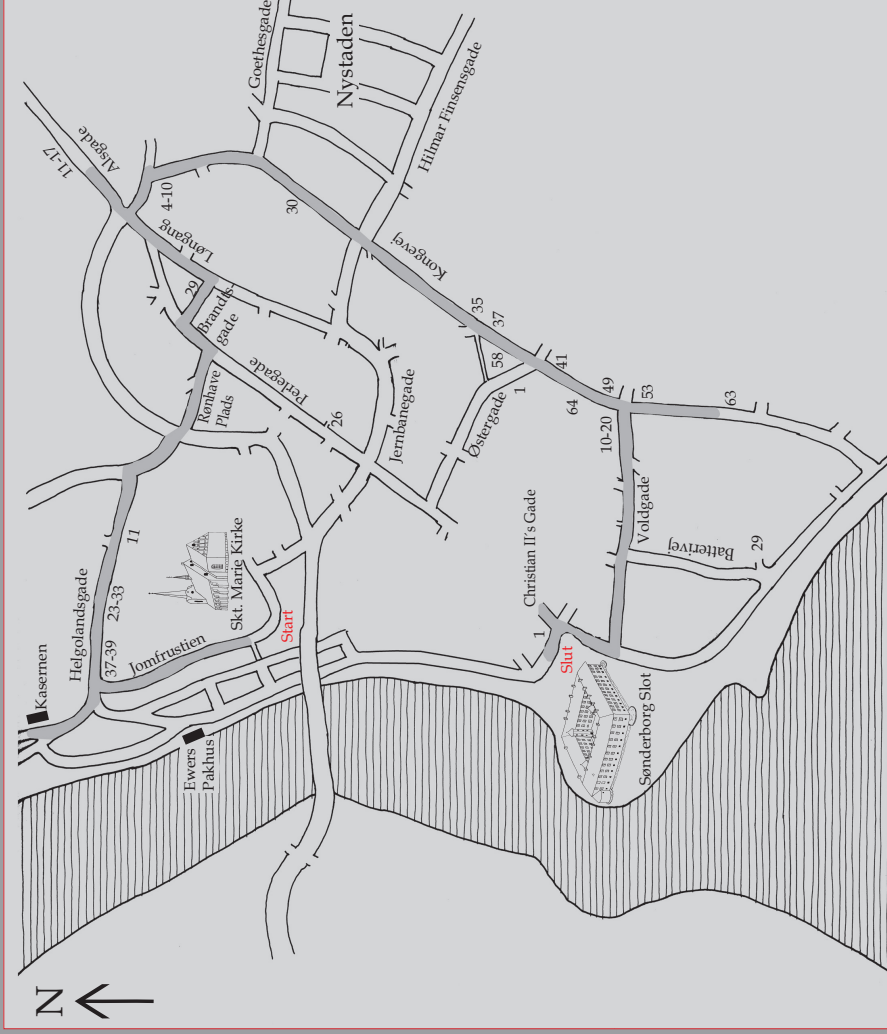 N
Goethesgade
Nystaden
Hilmar Finsensgade
Alsgade
11-17
4-10
30
Løngang
29
Brandts-
gade
Kongevej
35
37
58
1
41
Perlegade
26
Rønhave
Plads
Jernbanegade
Østergade
64
49
53
63
10-20
Voldgade
Christian II´s Gade
Batterivej
29
11
Skt. Marie Kirke
Helgolandsgade
23-33
37-39
Jomfrustien
Start
Kasernen
Ewers
Pakhus
1
Slut
Sønderborg Slot